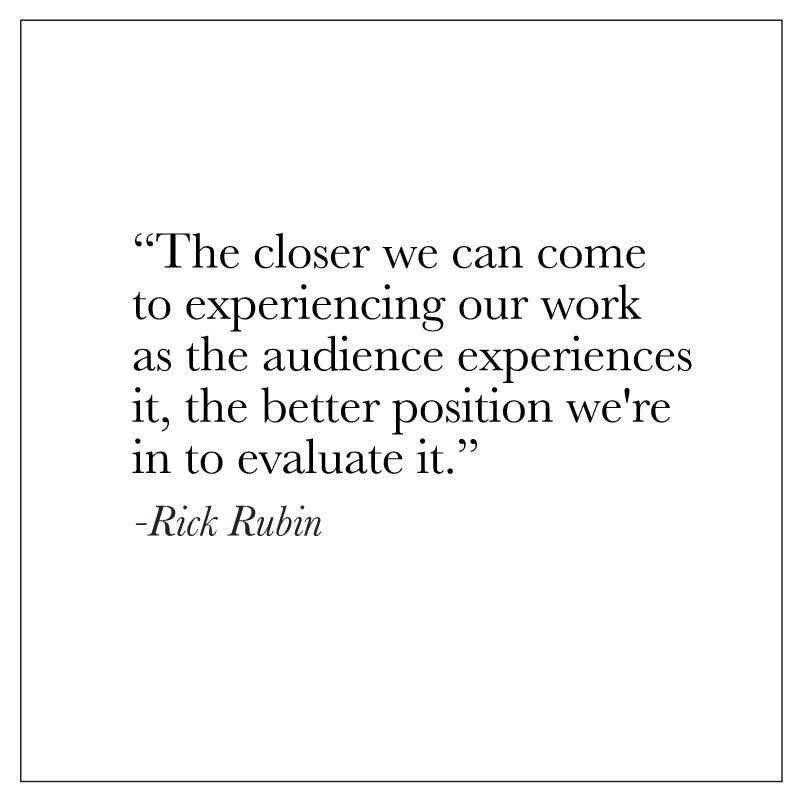 “The closer we can come
to experiencing our work
as the audience experiences
it, the better position we're
in to evaluate it.”
-Rick Rubin